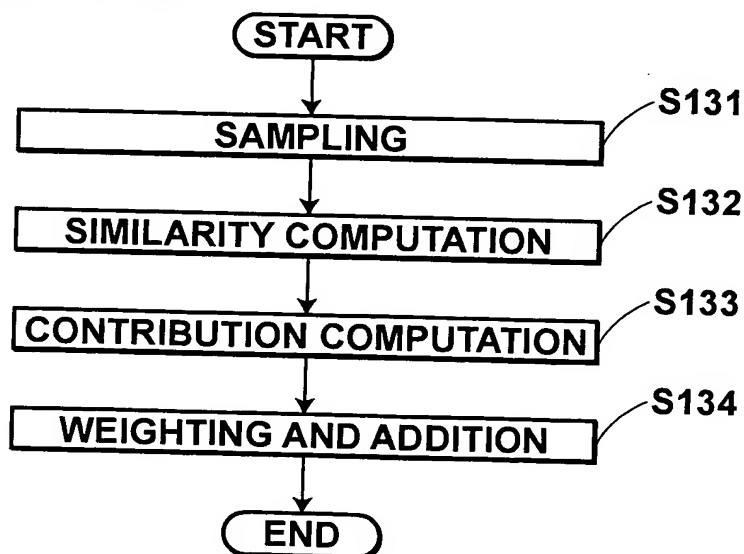 START
SAMPLING
S131
SIMILARITY COMPUTATION
S132
CONTRIBUTION COMPUTATION
S133
WEIGHTING AND ADDITION
S134
END